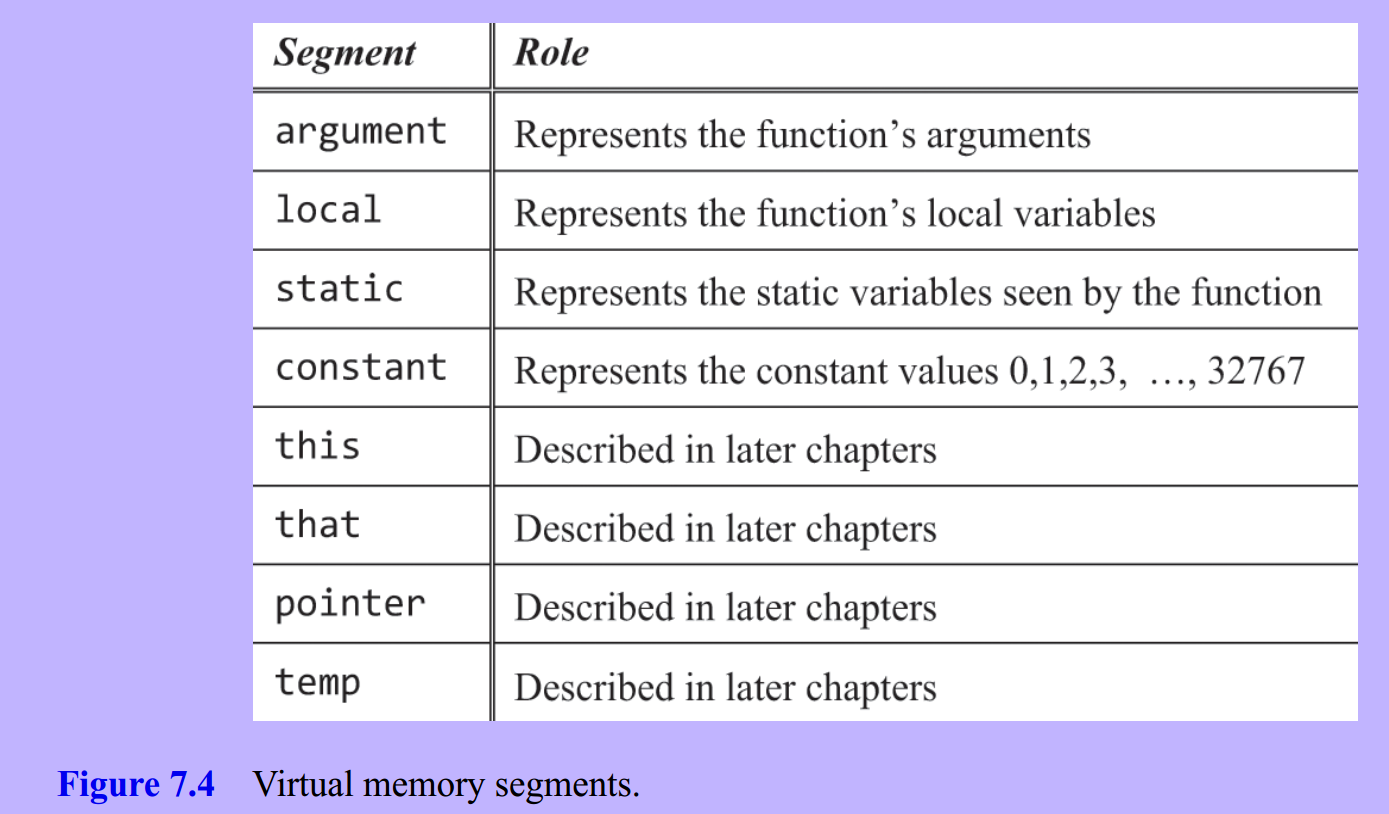 Segment Role
argument Represents the function’s arguments
local Represents the function’s local variables
static Represents the static variables seen by the function
constant Represents the constant values 0,1,2,3, …, 32767
this Described in later chapters
that Described in later chapters
pointer Described in later chapters
temp Described in later chapters
Figure 7.4 Virtual memory segments.